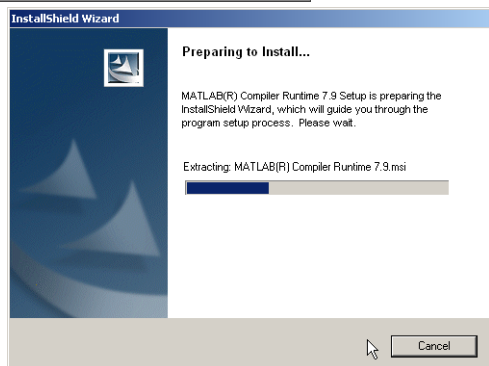 InstallShield Wizard
Preparing to Install...
MATLAB(R) Compiler Runtime 7.9 Setup is preparing the
InstallShield Wizard, which will guide you through the
program setup process. Please wait.
Extracting: MATLAB(R) Compiler Runtime 7.9.msi
Cancel